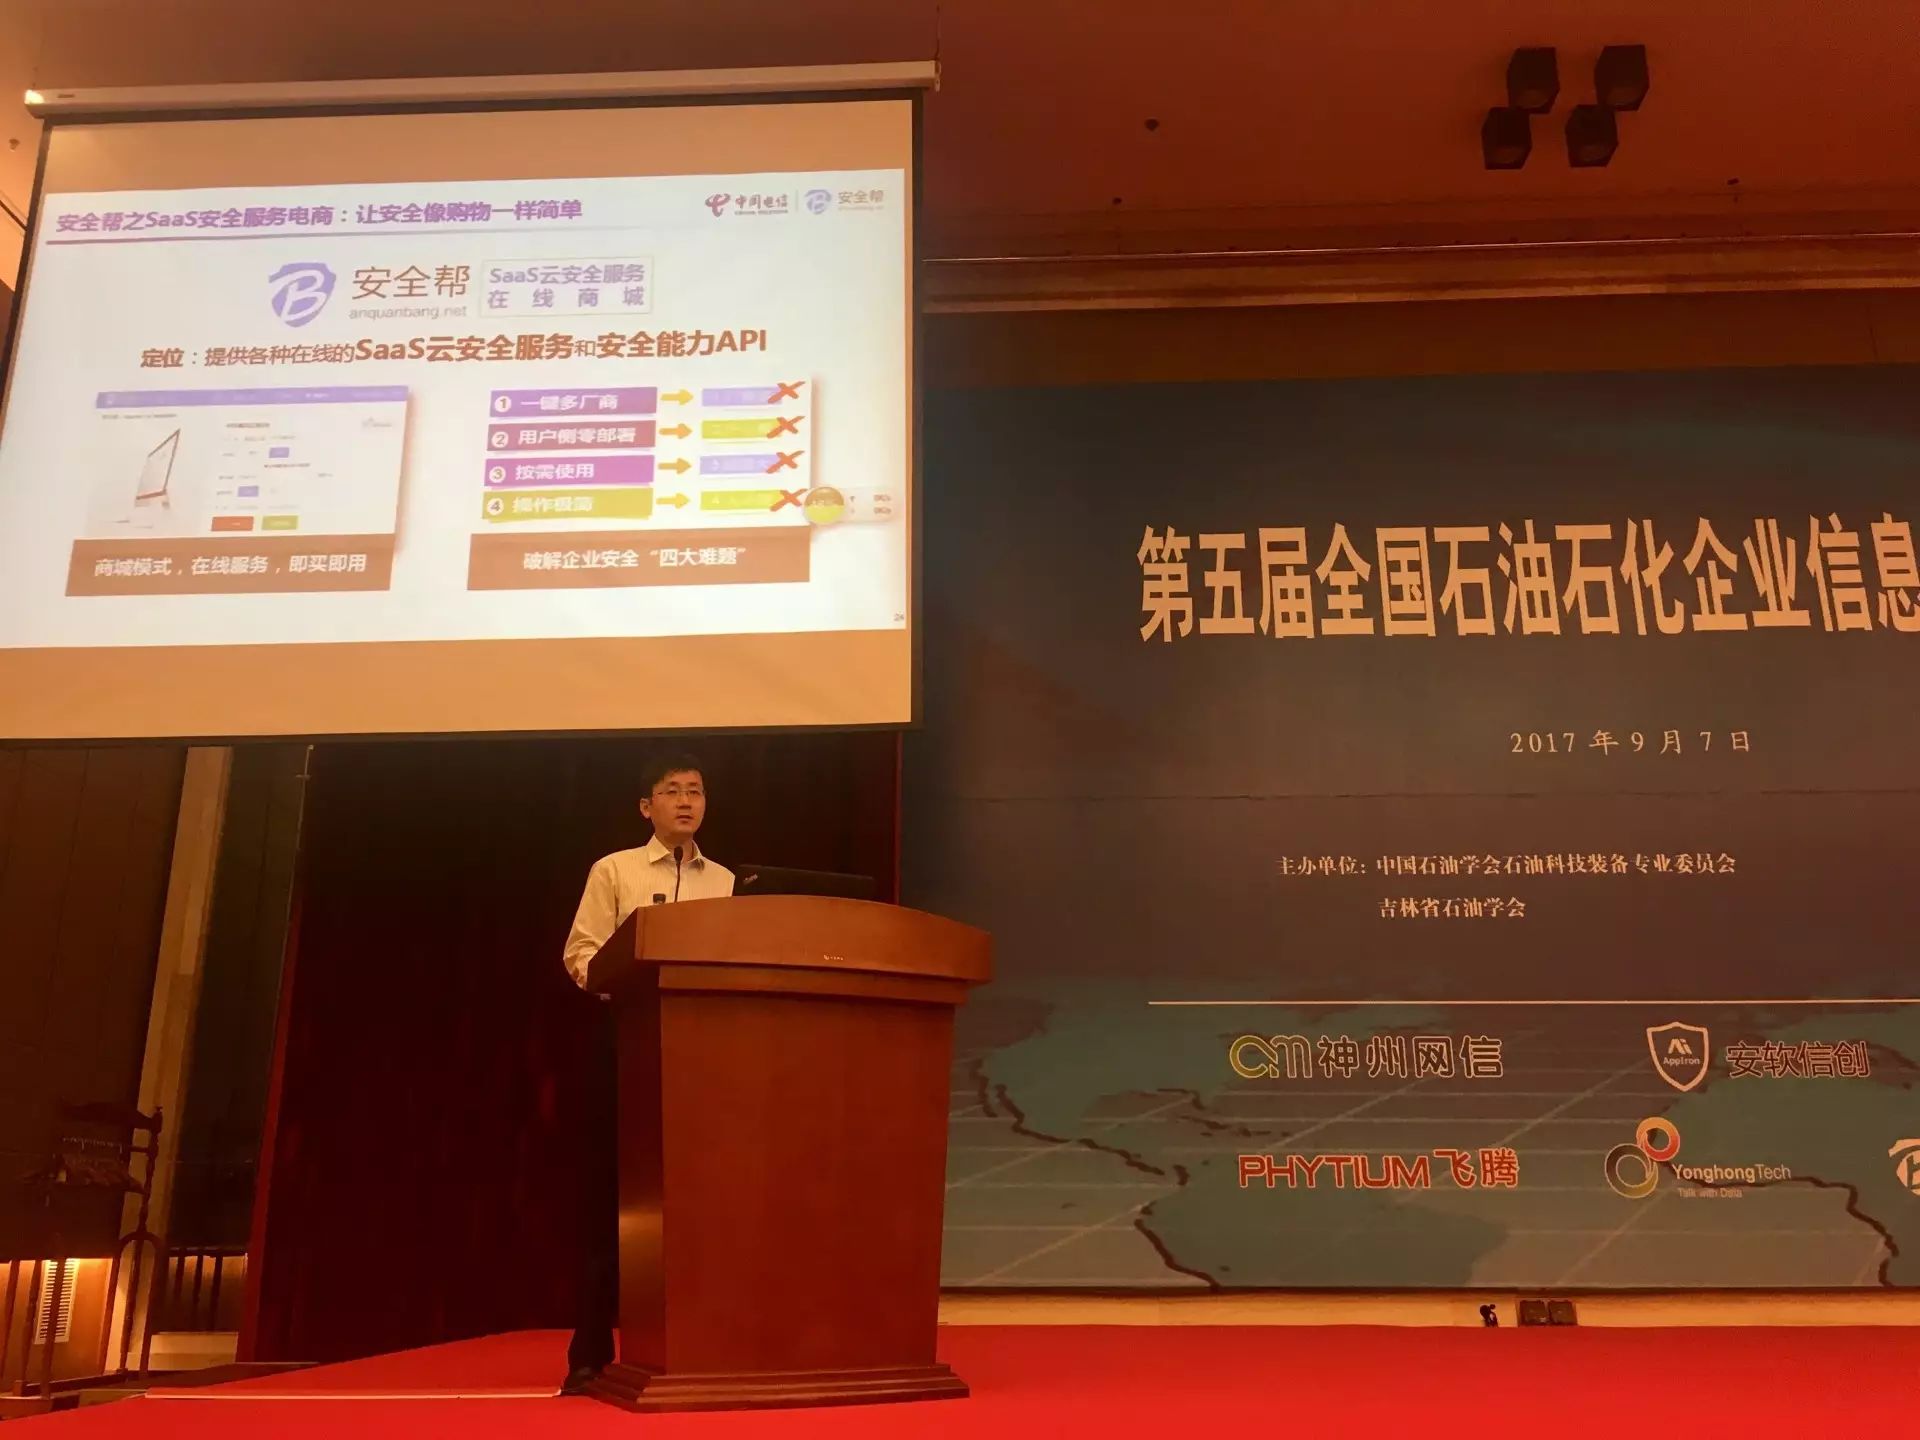 安全帮之SaaS安全服务电商：让安全像购物一样简单
中国电信
安全帮
安全帮
anquanbang.net
SaaS云安全服务
在线商城
定位：提供各种在线的SaaS云安全服务和安全能力API
1 一键多厂商
2 用户侧零部署
3 按需使用
4 操作极简
商城模式，在线服务，即买即用
破解企业安全“四大难题”
第五届全国石油石化企业信息
2017年9月7日
主办单位：中国石油学会石油科技装备专业委员会
吉林省石油学会
神州网信
AppIron
安软信创
PHYTIUM飞腾
YonghongTech
Talk with Data